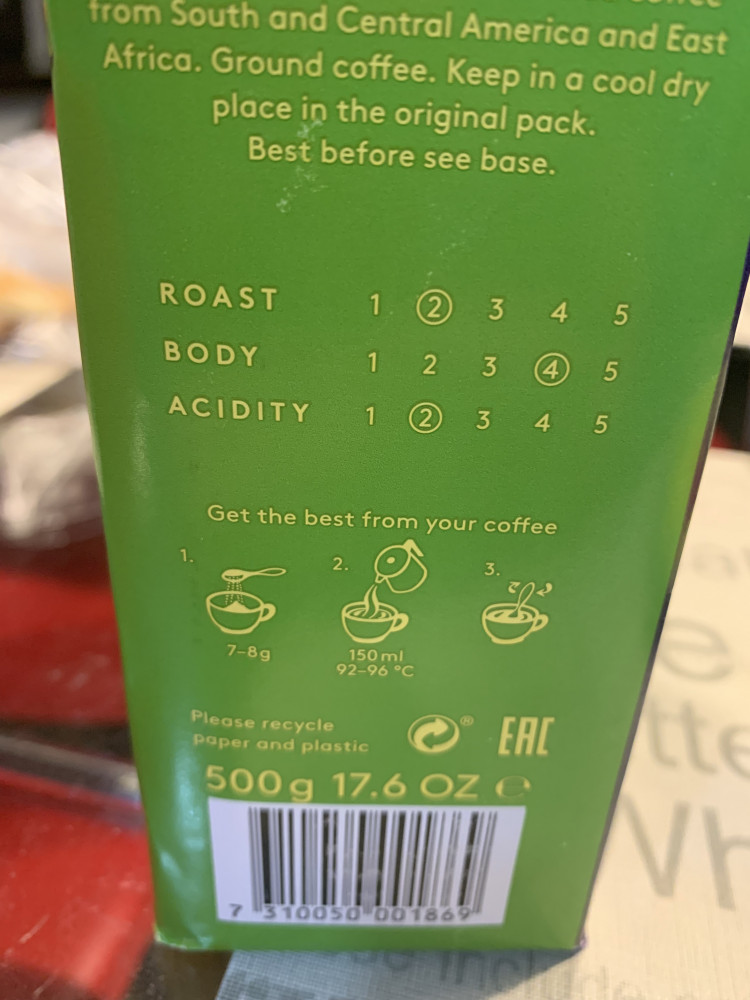 coffee
from South and Central America and East
Africa. Ground coffee. Keep in a cool dry
place in the original pack.
Best before see base.
ROAST 1 2 3 4 5
BODY 1 2 3 4 5
ACIDITY 1 2 3 4 5
Get the best from your coffee
1. 2. 3.
7-8g 150 ml
92-96 °C
Please recycle
paper and plastic
® EAC
500g 17.6 OZ e
7 310050 001869